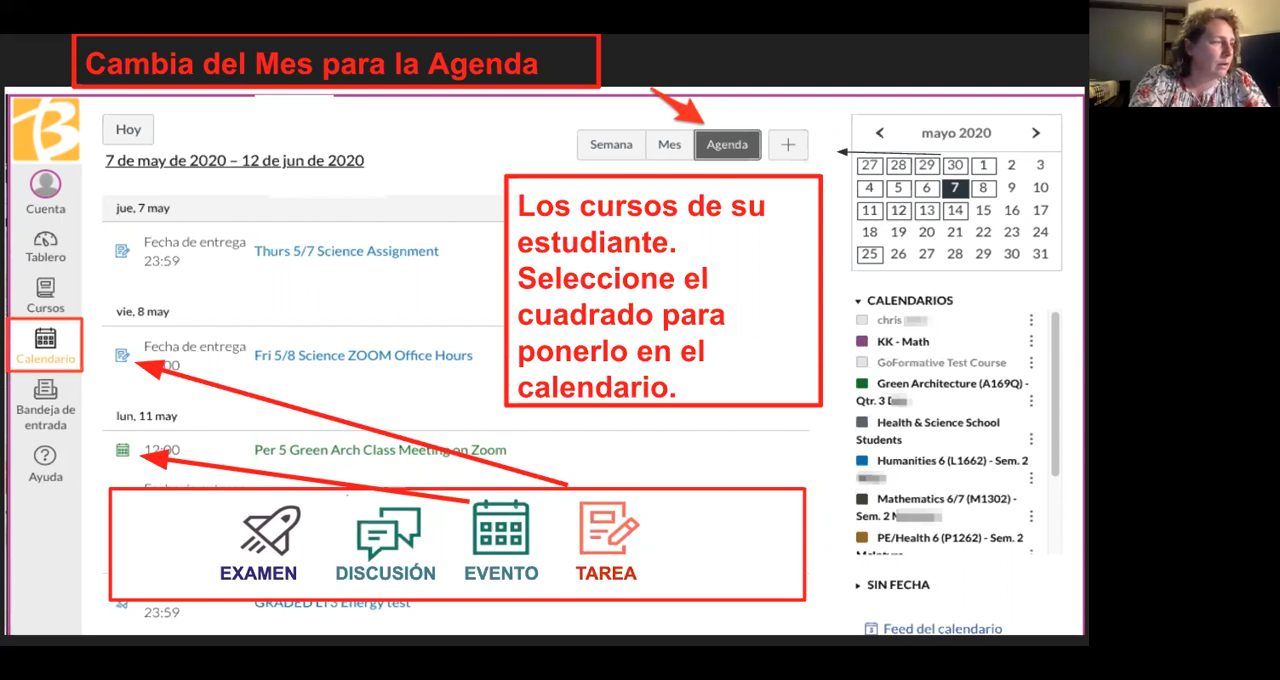 Cambia del Mes para la Agenda
B
Hoy
7 de may de 2020 – 12 de jun de 2020
Semana
Mes
Agenda
+
jue, 7 may
Fecha de entrega
23:59
Thurs 5/7 Science Assignment
vie, 8 may
Fecha de entrega
Fri 5/8 Science ZOOM Office Hours
lun, 11 may
12:00
Per 5 Green Arch Class Meeting on Zoom
23:59
GRADED LT3 Energy test
Cuenta
Tablero
Cursos
Calendario
Bandeja de
entrada
Ayuda
Los cursos de su
estudiante.
Seleccione el
cuadrado para
ponerlo en el
calendario.
EXAMEN
DISCUSIÓN
EVENTO
TAREA
mayo 2020
27 28 29 30 1 2 3
4 5 6 7 8 9 10
11 12 13 14 15 16 17
18 19 20 21 22 23 24
25 26 27 28 29 30 31
CALENDARIOS
chris
KK - Math
GoFormative Test Course
Green Architecture (A169Q) -
Qtr. 3
Health & Science School
Students
Humanities 6 (L1662) - Sem. 2
Mathematics 6/7 (M1302) -
Sem. 2
PE/Health 6 (P1262) - Sem. 2
SIN FECHA
Feed del calendario